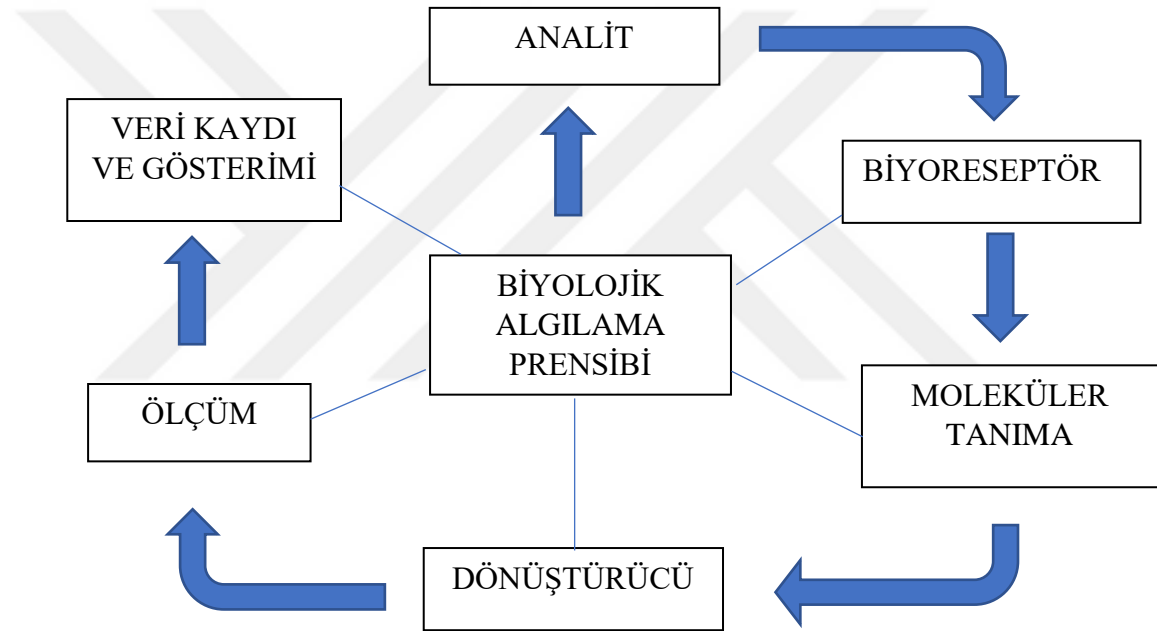 ANALİT
VERİ KAYDI
VE GÖSTERİMİ
BİYORESEPTÖR
BİYOLOJİK
ALGILAMA
PRENSİBİ
ÖLÇÜM
MOLEKÜLER
TANIMA
DÖNÜŞTÜRÜCÜ